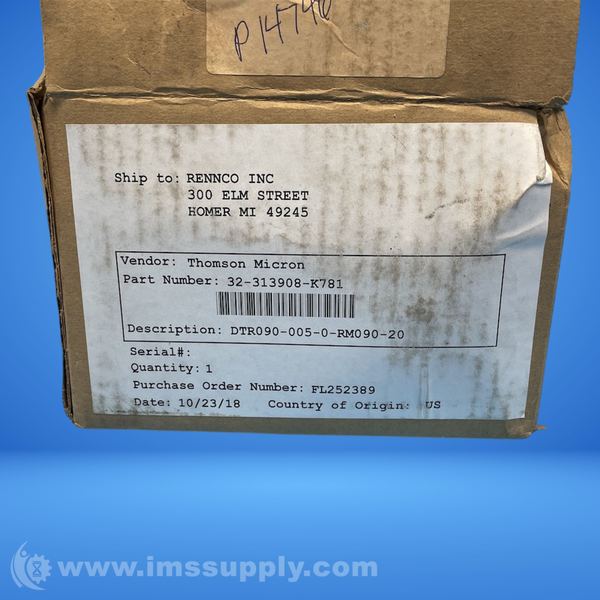 P14740
Ship to: RENNCO INC
300 ELM STREET
HOMER MI 49245
Vendor: Thomson Micron
Part Number: 32-313908-K781
Description: DTR090-005-0-RM090-20
Serial#:
Quantity: 1
Purchase Order Number: FL252389
Date: 10/23/18 Country of Origin: US
www.imssupply.com